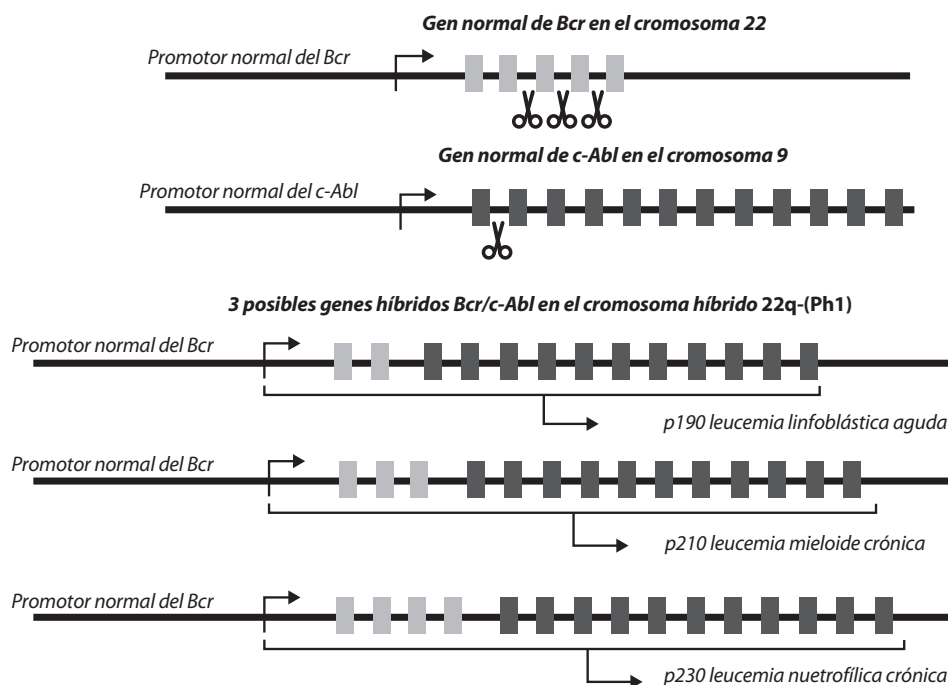 Gen normal de Bcr en el cromosoma 22
Promotor normal del Bcr
Gen normal de c-Abl en el cromosoma 9
Promotor normal del c-Abl
3 posibles genes híbridos Bcr/c-Abl en el cromosoma híbrido 22q-(Ph1)
Promotor normal del Bcr
p190 leucemia linfoblástica aguda
Promotor normal del Bcr
p210 leucemia mieloide crónica
Promotor normal del Bcr
p230 leucemia nuetrofílica crónica